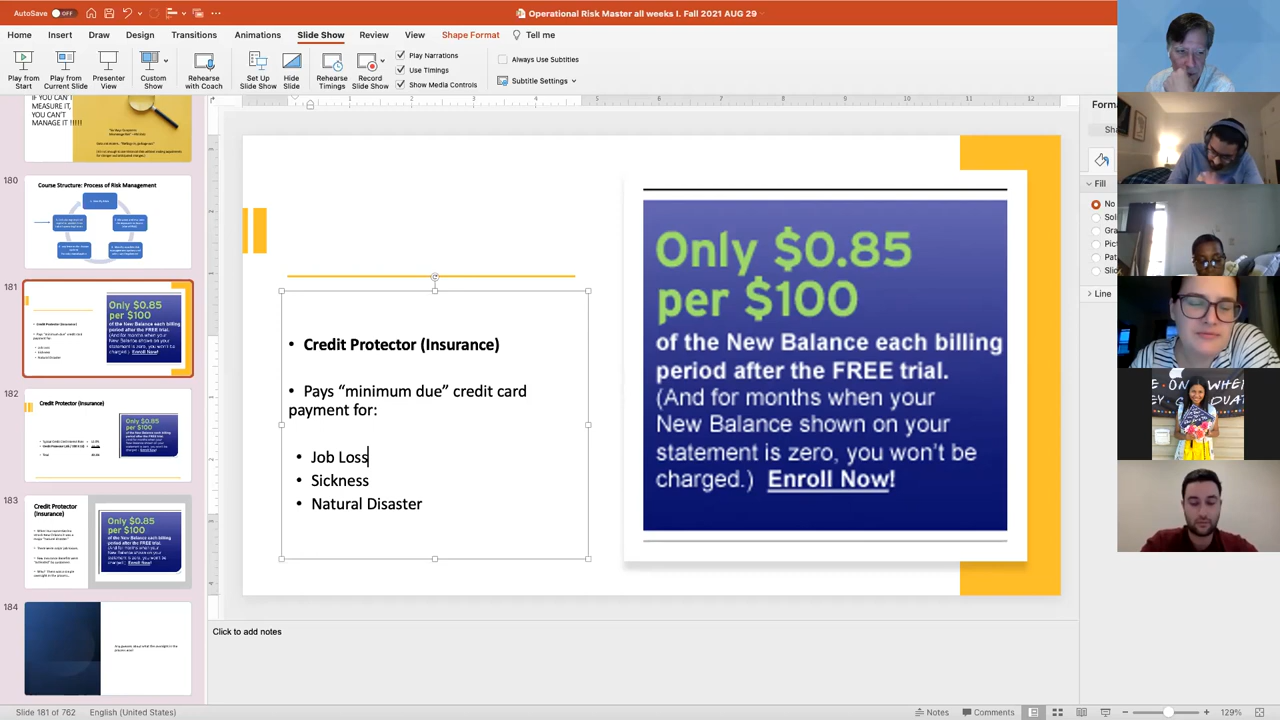 AutoSave OFF
Operational Risk Master all weeks I. Fall 2021 AUG 29
Home Insert Draw Design Transitions Animations Slide Show Review View Shape Format Tell me
Play from Start
Play from Current Slide
Presenter View
Custom Show
Rehearse with Coach
Set Up Slide Show
Hide Slide
Rehearse Timings
Record Slide Show
Play Narrations
Use Timings
Show Media Controls
Always Use Subtitles
Subtitle Settings
IF YOU CAN'T
MEASURE IT,
YOU CAN'T
MANAGE IT !!!!!
180
Course Structure: Process of Risk Management
181
182
Credit Protector (Insurance)
183
Credit Protector
(Insurance)
184
• Credit Protector (Insurance)
• Pays “minimum due” credit card
payment for:
• Job Loss
• Sickness
• Natural Disaster
Only $0.85
per $100
of the New Balance each billing
period after the FREE trial.
(And for months when your
New Balance shown on your
statement is zero, you won't be
charged.) Enroll Now!
Forma
Sha
Fill
No
Soli
Gra
Pict
Pat
Slid
Line
Click to add notes
Slide 181 of 762 English (United States)
Notes Comments 129%